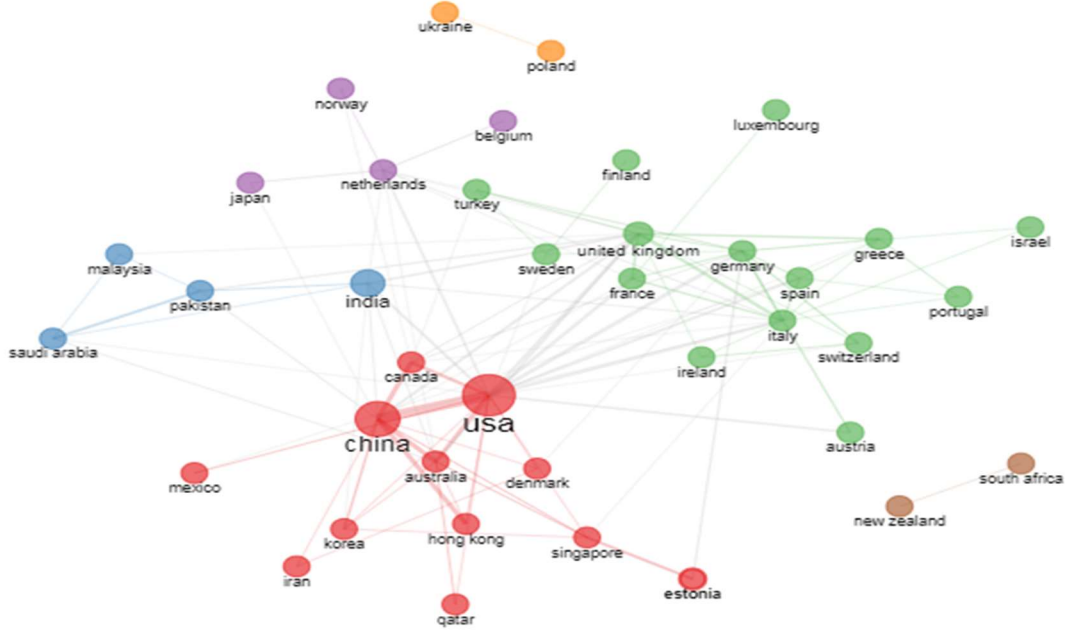 ukraine
poland
norway
luxembourg
belgium
finland
netherlands
japan
turkey
united kingdom
israel
greece
malaysia
sweden
germany
france
spain
india
pakistan
portugal
italy
saudi arabia
switzerland
ireland
canada
usa
china
austria
australia
south africa
denmark
mexico
new zealand
hong kong
korea
singapore
iran
estonia
qatar